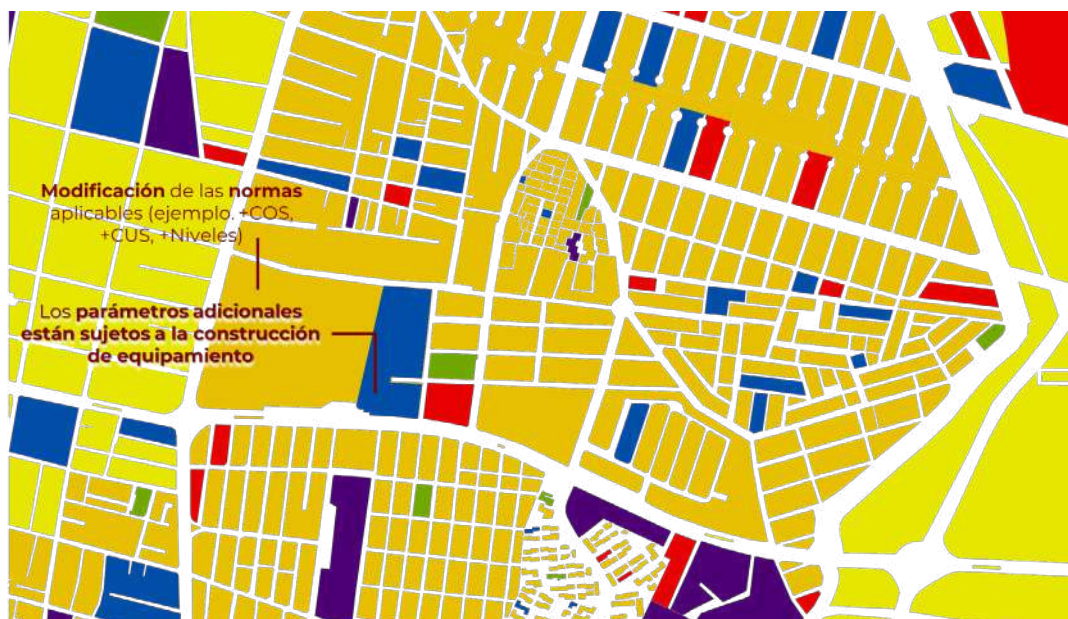 Modificación de las normas
aplicables (ejemplo. +COS,
+CUS, +Niveles)
Los parámetros adicionales
están sujetos a la construcción
de equipamiento